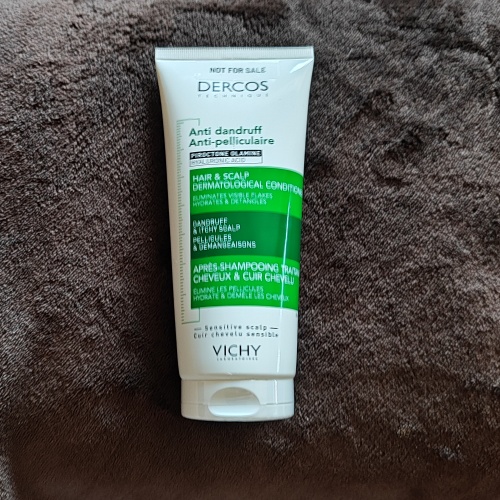 NOT FOR SALE
DERCOS
TECHNIQUE
Anti dandruff
Anti-pelliculaire
PIROCTONE OLAMINE
HYALURONIC ACID
HAIR & SCALP
DERMATOLOGICAL CONDITION
ELIMINATES VISIBLE FLAKES
HYDRATES & DETANGLES
DANDRUFF
& ITCHY SCALP
PELLICULES
& DÉMANGEAISONS
APRÈS-SHAMPOOING TRAITAN
CHEVEUX & CUIR CHEVELU
ÉLIMINE LES PELLICULES
HYDRATE & DÉMÊLE LES CHEVEUX
Sensitive scalp
Cuir chevelu sensible
VICHY
LABORATOIRES